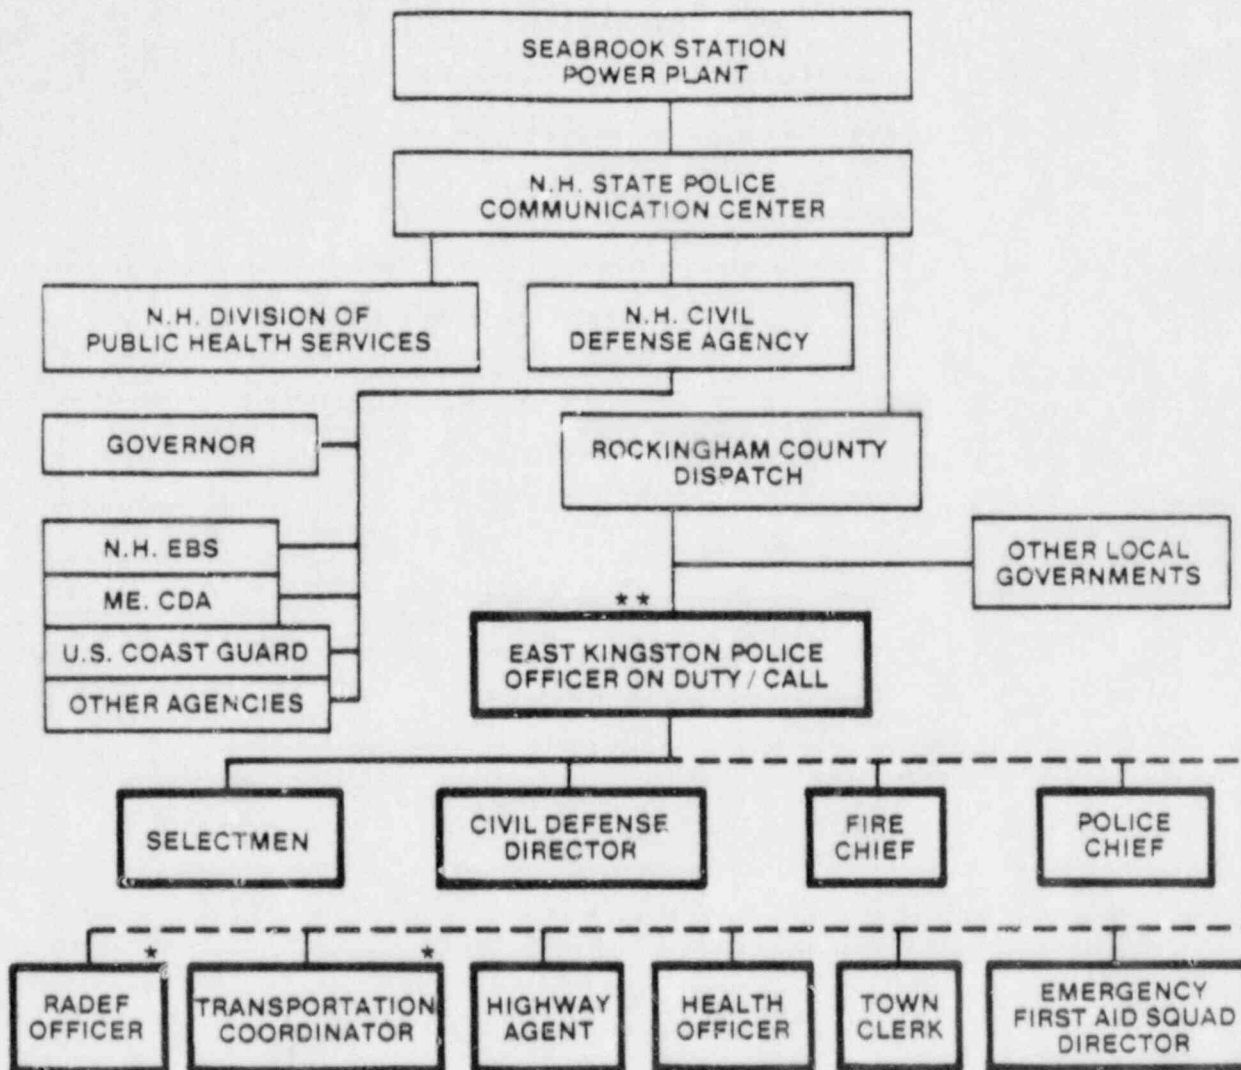 SEABROOK STATION
POWER PLANT
N.H. STATE POLICE
COMMUNICATION CENTER
N.H. DIVISION OF
PUBLIC HEALTH SERVICES
N.H. CIVIL
DEFENSE AGENCY
GOVERNOR
ROCKINGHAM COUNTY
DISPATCH
N.H. EBS
ME. CDA
U.S. COAST GUARD
OTHER AGENCIES
OTHER LOCAL
GOVERNMENTS
**
EAST KINGSTON POLICE
OFFICER ON DUTY / CALL
SELECTMEN
CIVIL DEFENSE
DIRECTOR
FIRE
CHIEF
POLICE
CHIEF
*
RADEF
OFFICER
*
TRANSPORTATION
COORDINATOR
HIGHWAY
AGENT
HEALTH
OFFICER
TOWN
CLERK
EMERGENCY
FIRST AID SQUAD
DIRECTOR